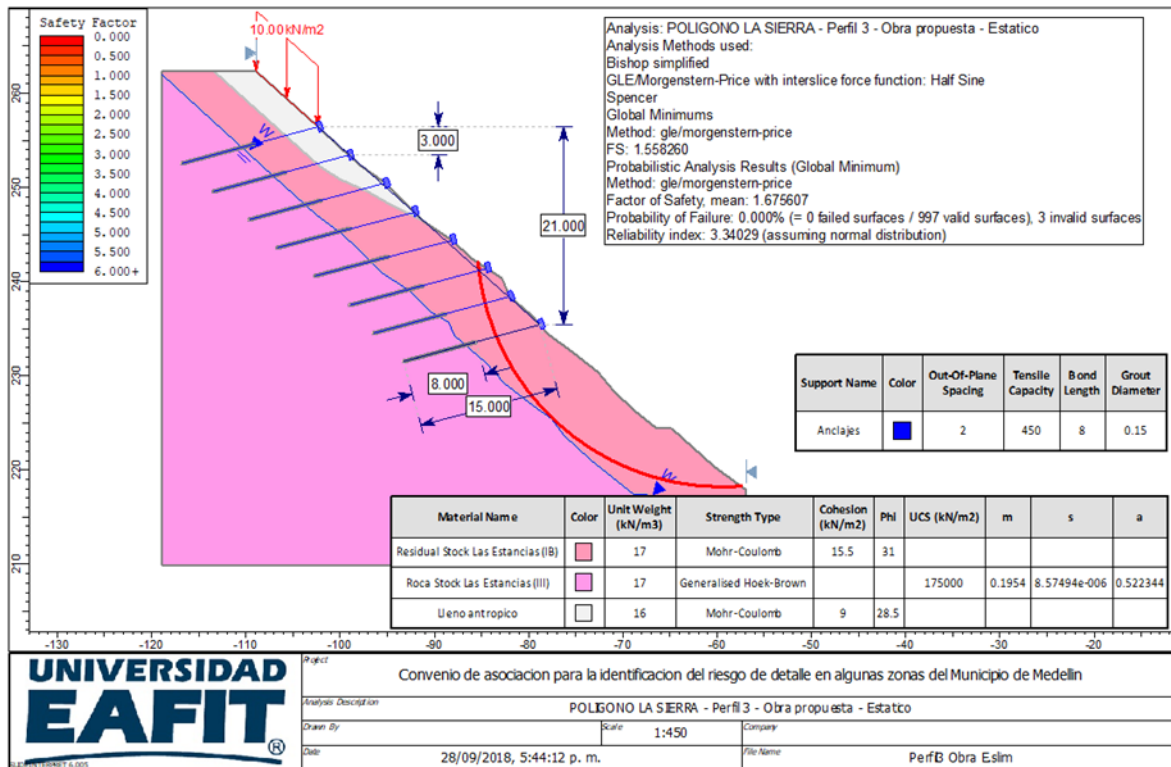 Safety Factor
0.000
0.500
1.000
1.500
2.000
2.500
3.000
3.500
4.000
4.500
5.000
5.500
6.000+
10.00 kN/m2
Analysis: POLIGONO LA SIERRA - Perfil 3 - Obra propuesta - Estatico
Analysis Methods used:
Bishop simplified
GLE/Morgenstern-Price with interslice force function: Half Sine
Spencer
Global Minimums
Method: gle/morgenstern-price
FS: 1.558260
Probabilistic Analysis Results (Global Minimum)
Method: gle/morgenstern-price
Factor of Safety, mean: 1.675607
Probability of Failure: 0.000% (= 0 failed surfaces / 997 valid surfaces), 3 invalid surfaces
Reliability index: 3.34029 (assuming normal distribution)
W
3.000
21.000
8.000
15.000
W
260
250
240
230
220
210
Support Name Color Out-Of-Plane Spacing Tensile Capacity Bond Length Grout Diameter
Anclajes 2 450 8 0.15
Material Name Color Unit Weight (kN/m3) Strength Type Cohesion (kN/m2) Phi UCS (kN/m2) m s a
Residual Stock Las Estancias (IB) 17 Mohr-Coulomb 15.5 31
Roca Stock Las Estancias (III) 17 Generalised Hoek-Brown 175000 0.1954 8.57494e-006 0.522344
Lleno antropico 16 Mohr-Coulomb 9 28.5
-130 -120 -110 -100 -90 -80 -70 -60 -50 -40 -30 -20
UNIVERSIDAD
EAFIT®
Project
Convenio de asociacion para la identificacion del riesgo de detalle en algunas zonas del Municipio de Medellin
Analysis Description
POLIGONO LA SIERRA - Perfil 3 - Obra propuesta - Estatico
Drawn By Scale 1:450 Company
Date 28/09/2018, 5:44:12 p. m. File Name Perfil3 Obra E.slim